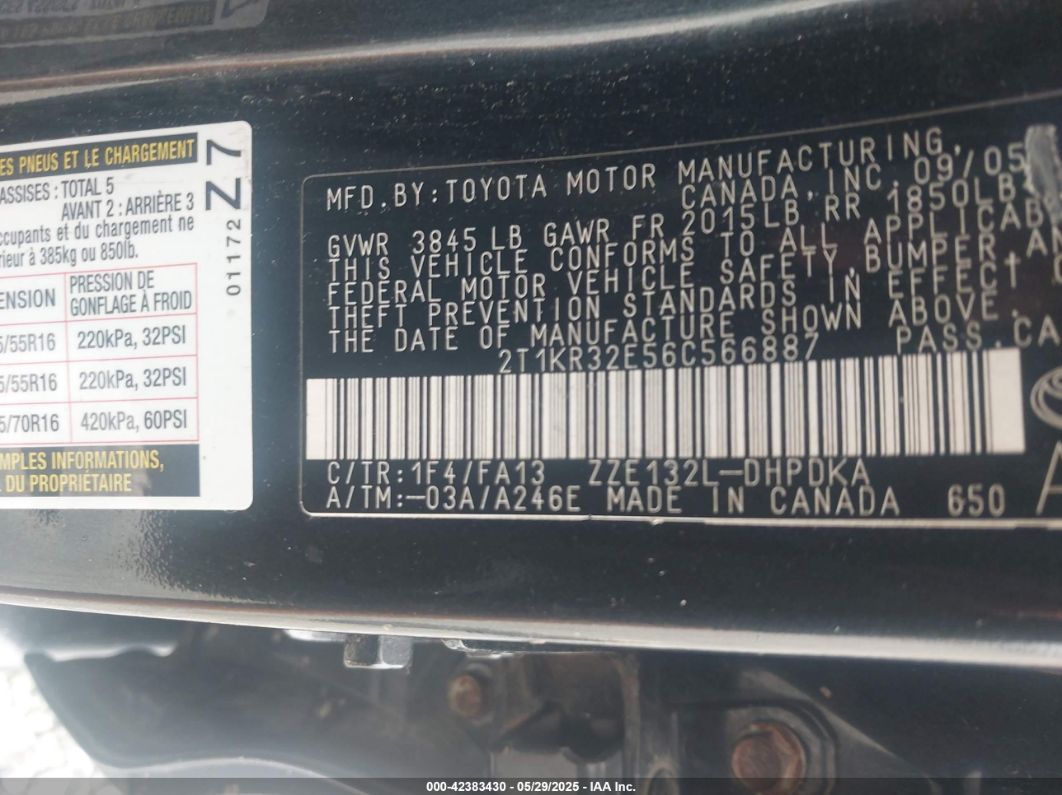 ES PNEUS ET LE CHARGEMENT
ASSISES : TOTAL 5
AVANT 2 : ARRIÈRE 3
ccupants et du chargement ne
rieur à 385kg ou 850lb.
ENSION PRESSION DE
GONFLAGE À FROID
5/55R16 220kPa, 32PSI
5/55R16 220kPa, 32PSI
5/70R16 420kPa, 60PSI
MPLES INFORMATIONS,
L DU PROPRIÉTAIRE
Z 7
01172
MFD.BY:TOYOTA MOTOR MANUFACTURING,
CANADA, INC. 09/05
GVWR 3845 LB GAWR FR 2015LB RR 1850LBS
THIS VEHICLE CONFORMS TO ALL APPLICAB
FEDERAL MOTOR VEHICLE SAFETY, BUMPER, A
THEFT PREVENTION STANDARDS IN EFFECT
THE DATE OF MANUFACTURE SHOWN ABOVE.
2T1KR32E56C566887 PASS.CA
C/TR:1F4/FA13 ZZE132L-DHPDKA
A/TM:-03A/A246E MADE IN CANADA 650
000-42383430 - 05/29/2025 - IAA Inc.